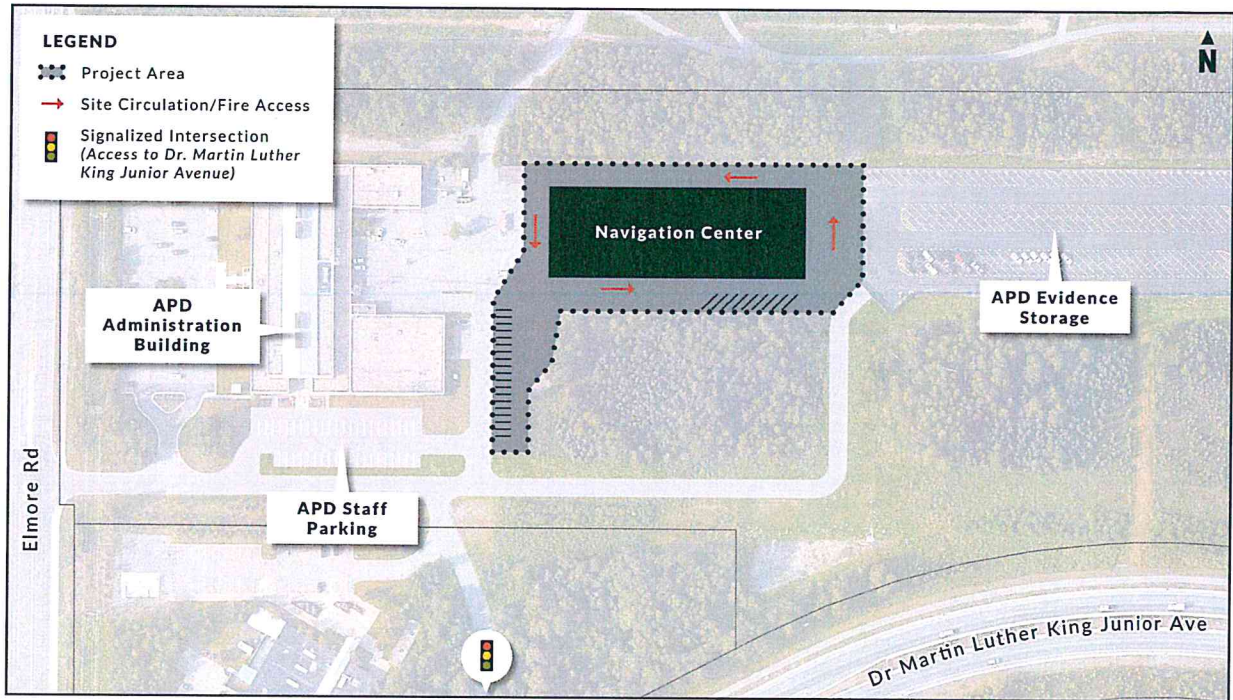 LEGEND
Project Area
Site Circulation/Fire Access
Signalized Intersection
(Access to Dr. Martin Luther
King Junior Avenue)
N
Navigation Center
APD
Administration
Building
APD Evidence
Storage
APD Staff
Parking
Elmore Rd
Dr Martin Luther King Junior Ave